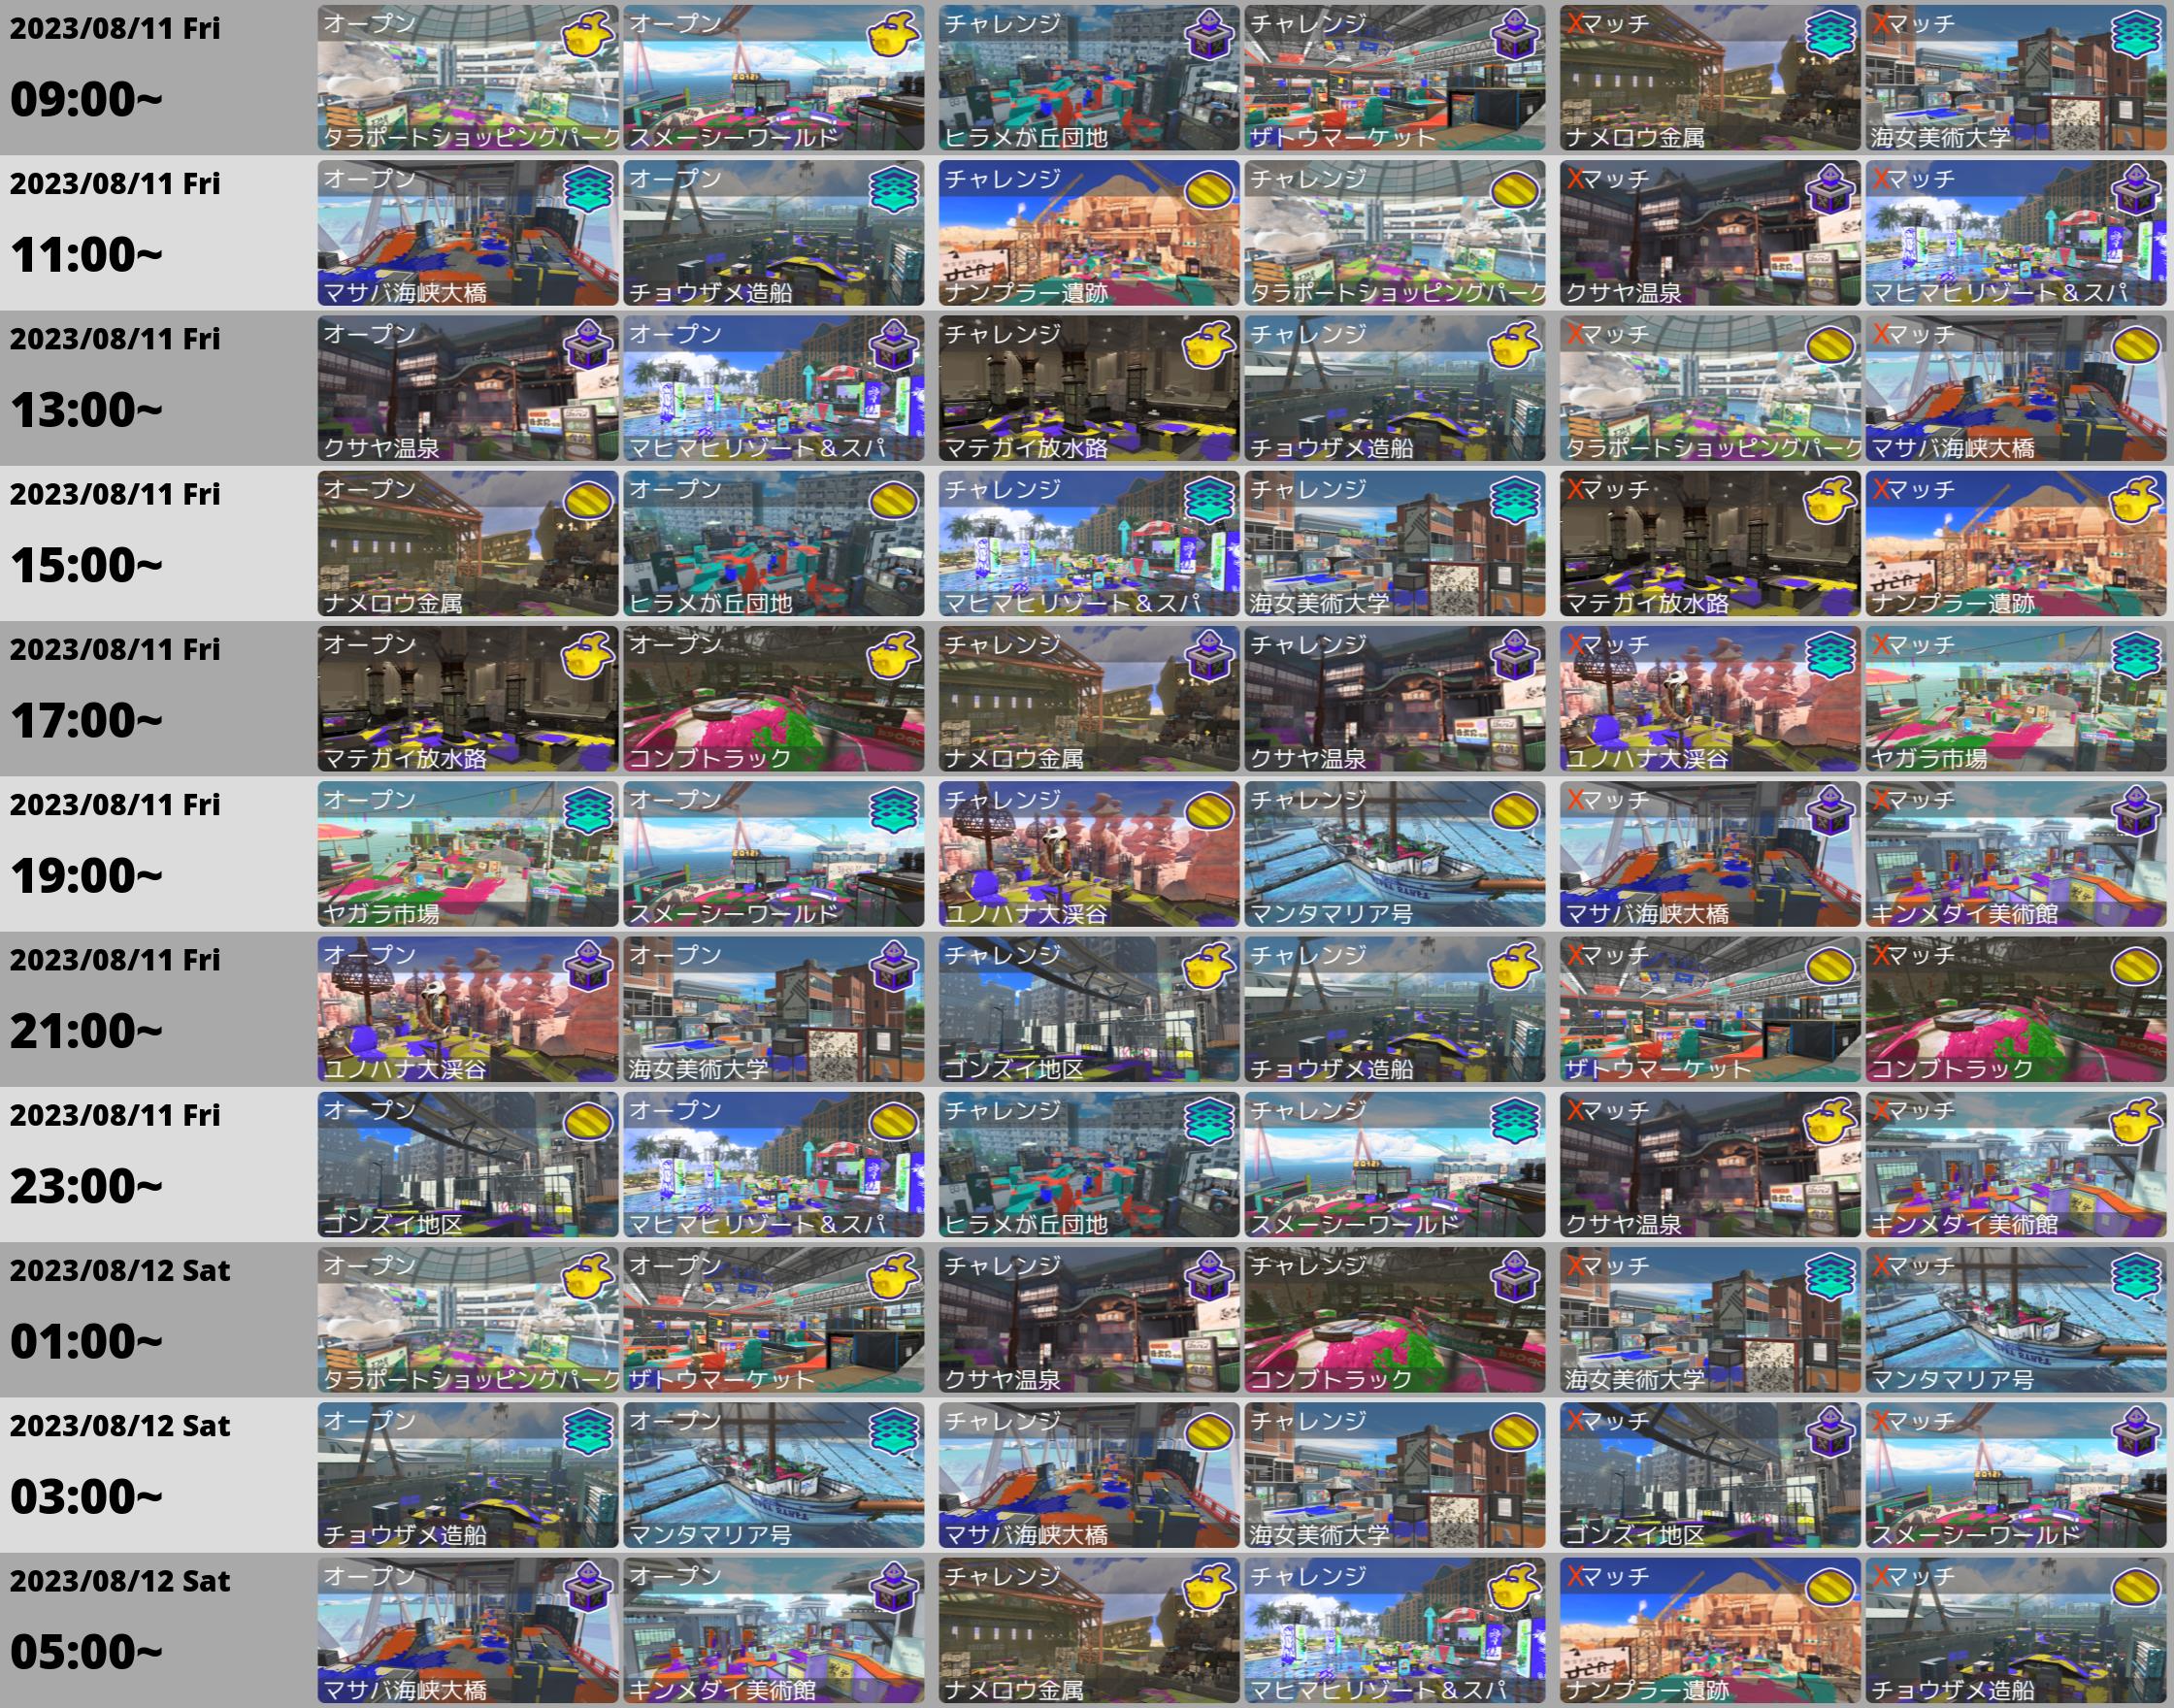 2023/08/11 Fri
09:00~
オープン
タラポートショッピングパーク
オープン
スメーシーワールド
チャレンジ
ヒラメが丘団地
チャレンジ
ザトウマーケット
Xマッチ
ナメロウ金属
Xマッチ
海女美術大学
2023/08/11 Fri
11:00~
オープン
マサバ海峡大橋
オープン
チョウザメ造船
チャレンジ
ナンプラー遺跡
チャレンジ
タラポートショッピングパーク
Xマッチ
クサヤ温泉
Xマッチ
マヒマヒリゾート&スパ
2023/08/11 Fri
13:00~
オープン
クサヤ温泉
オープン
マヒマヒリゾート&スパ
チャレンジ
マテガイ放水路
チャレンジ
チョウザメ造船
Xマッチ
タラポートショッピングパーク
Xマッチ
マサバ海峡大橋
2023/08/11 Fri
15:00~
オープン
ナメロウ金属
オープン
ヒラメが丘団地
チャレンジ
マヒマヒリゾート&スパ
チャレンジ
海女美術大学
Xマッチ
マテガイ放水路
Xマッチ
ナンプラー遺跡
2023/08/11 Fri
17:00~
オープン
マテガイ放水路
オープン
コンブトラック
チャレンジ
ナメロウ金属
チャレンジ
クサヤ温泉
Xマッチ
ユノハナ大渓谷
Xマッチ
ヤガラ市場
2023/08/11 Fri
19:00~
オープン
ヤガラ市場
オープン
スメーシーワールド
チャレンジ
ユノハナ大渓谷
チャレンジ
マンタマリア号
Xマッチ
マサバ海峡大橋
Xマッチ
キンメダイ美術館
2023/08/11 Fri
21:00~
オープン
ユノハナ大渓谷
オープン
海女美術大学
チャレンジ
ゴンズイ地区
チャレンジ
チョウザメ造船
Xマッチ
ザトウマーケット
Xマッチ
コンブトラック
2023/08/11 Fri
23:00~
オープン
ゴンズイ地区
オープン
マヒマヒリゾート&スパ
チャレンジ
ヒラメが丘団地
チャレンジ
スメーシーワールド
Xマッチ
クサヤ温泉
Xマッチ
キンメダイ美術館
2023/08/12 Sat
01:00~
オープン
タラポートショッピングパーク
オープン
ザトウマーケット
チャレンジ
クサヤ温泉
チャレンジ
コンブトラック
Xマッチ
海女美術大学
Xマッチ
マンタマリア号
2023/08/12 Sat
03:00~
オープン
チョウザメ造船
オープン
マンタマリア号
チャレンジ
マサバ海峡大橋
チャレンジ
海女美術大学
Xマッチ
ゴンズイ地区
Xマッチ
スメーシーワールド
2023/08/12 Sat
05:00~
オープン
マサバ海峡大橋
オープン
キンメダイ美術館
チャレンジ
ナメロウ金属
チャレンジ
マヒマヒリゾート&スパ
Xマッチ
ナンプラー遺跡
Xマッチ
チョウザメ造船